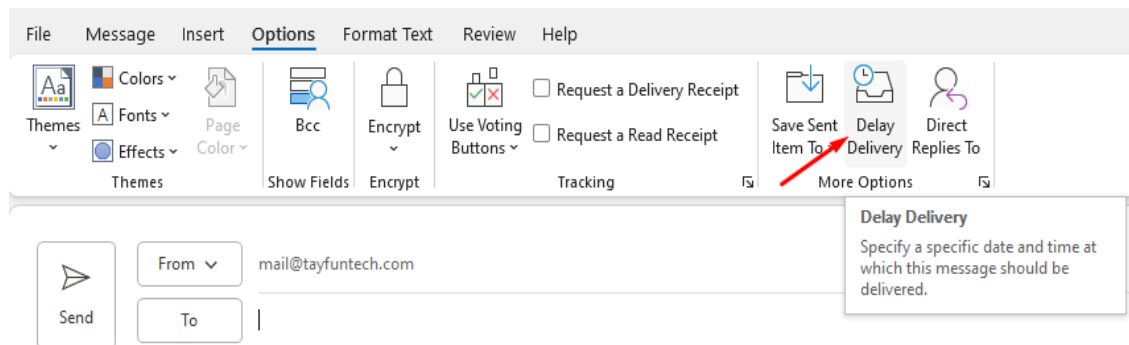 File Message Insert Options Format Text Review Help
Aa
Themes
Colors
A Fonts
Effects
Page
Color
Themes
Bcc
Show Fields
Encrypt
Encrypt
Use Voting
Buttons
Request a Delivery Receipt
Request a Read Receipt
Tracking
Save Sent
Item To
Delay
Delivery
Direct
Replies To
More Options
Delay Delivery
Specify a specific date and time at
which this message should be
delivered.
Send
From
mail@tayfuntech.com
To